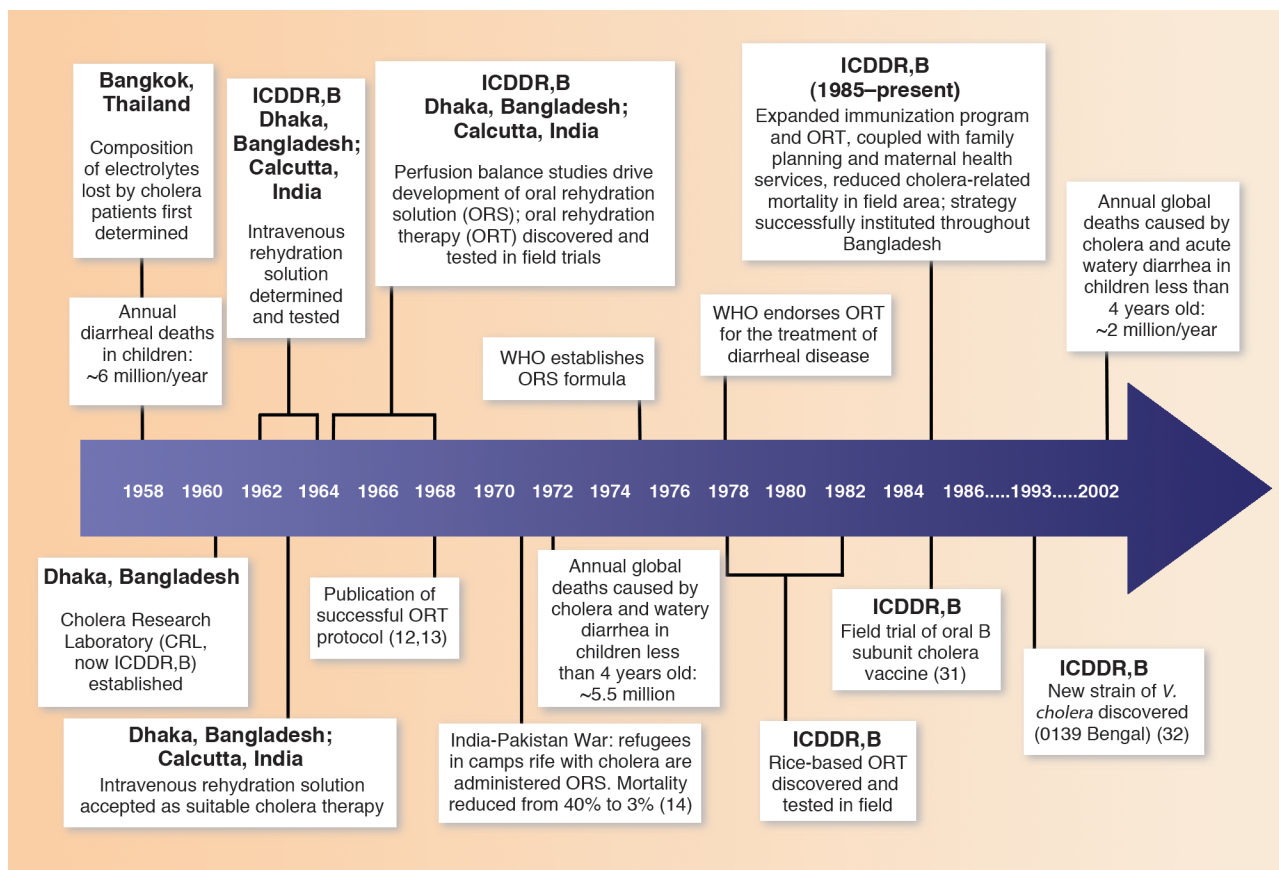 Bangkok,
Thailand
Composition
of electrolytes
lost by cholera
patients first
determined
Annual
diarrheal deaths
in children:
~6 million/year
ICDDR,B
Dhaka,
Bangladesh;
Calcutta,
India
Intravenous
rehydration
solution
determined
and tested
ICDDR,B
Dhaka, Bangladesh;
Calcutta, India
Perfusion balance studies drive
development of oral rehydration
solution (ORS); oral rehydration
therapy (ORT) discovered and
tested in field trials
WHO establishes
ORS formula
WHO endorses ORT
for the treatment of
diarrheal disease
ICDDR,B
(1985–present)
Expanded immunization program
and ORT, coupled with family
planning and maternal health
services, reduced cholera-related
mortality in field area; strategy
successfully instituted throughout
Bangladesh
Annual global
deaths caused by
cholera and acute
watery diarrhea in
children less than
4 years old:
~2 million/year
1958 1960 1962 1964 1966 1968 1970 1972 1974 1976 1978 1980 1982 1984 1986.....1993.....2002
Dhaka, Bangladesh
Cholera Research
Laboratory (CRL,
now ICDDR,B)
established
Dhaka, Bangladesh;
Calcutta, India
Intravenous rehydration solution
accepted as suitable cholera therapy
Publication of
successful ORT
protocol (12,13)
India-Pakistan War: refugees
in camps rife with cholera are
administered ORS. Mortality
reduced from 40% to 3% (14)
Annual global
deaths caused by
cholera and watery
diarrhea in
children less
than 4 years old:
~5.5 million
ICDDR,B
Rice-based ORT
discovered and
tested in field
ICDDR,B
Field trial of oral B
subunit cholera
vaccine (31)
ICDDR,B
New strain of V.
cholera discovered
(0139 Bengal) (32)